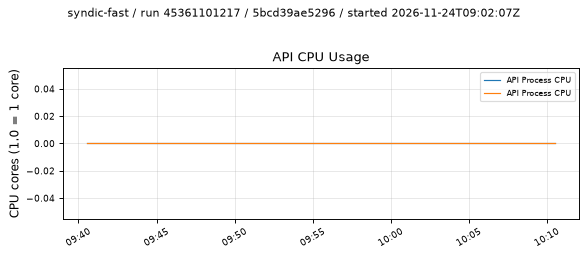 syndic-fast / run 45361101217 / 5bcd39ae5296 / started 2026-11-24T09:02:07Z
API CPU Usage
CPU cores (1.0 = 1 core)
0.04
0.02
0.00
−0.02
−0.04
API Process CPU
API Process CPU
09:40
09:45
09:50
09:55
10:00
10:05
10:10